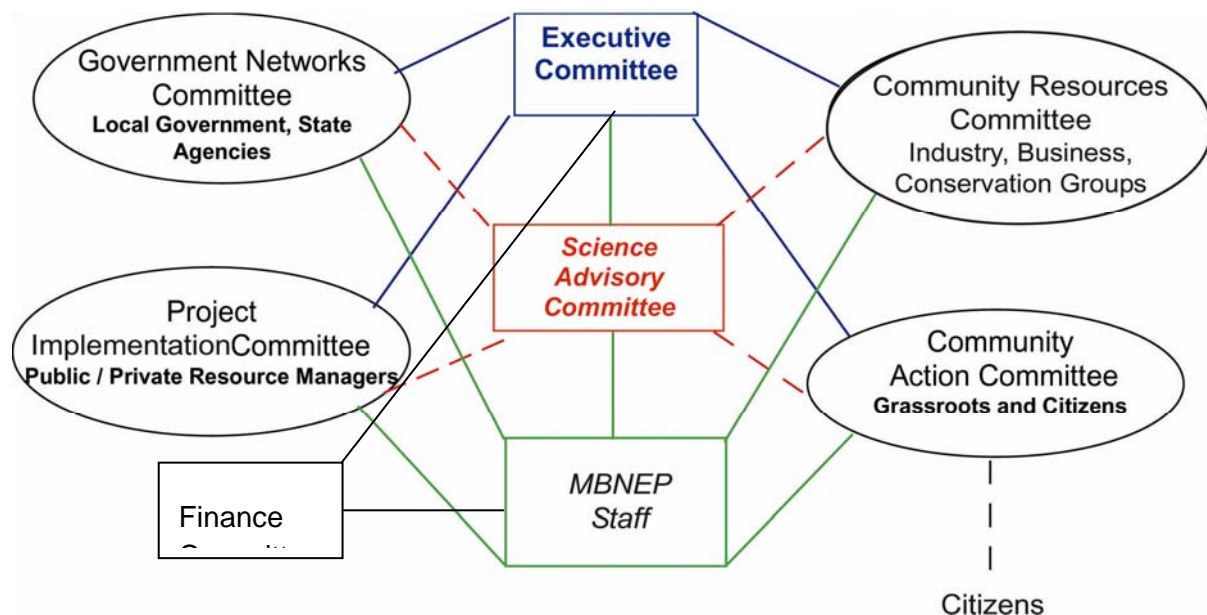 Government Networks
Committee
Local Government, State
Agencies
Executive
Committee
Community Resources
Committee
Industry, Business,
Conservation Groups
Science
Advisory
Committee
Project
ImplementationCommittee
Public / Private Resource Managers
Community
Action Committee
Grassroots and Citizens
Finance
MBNEP
Staff
Citizens